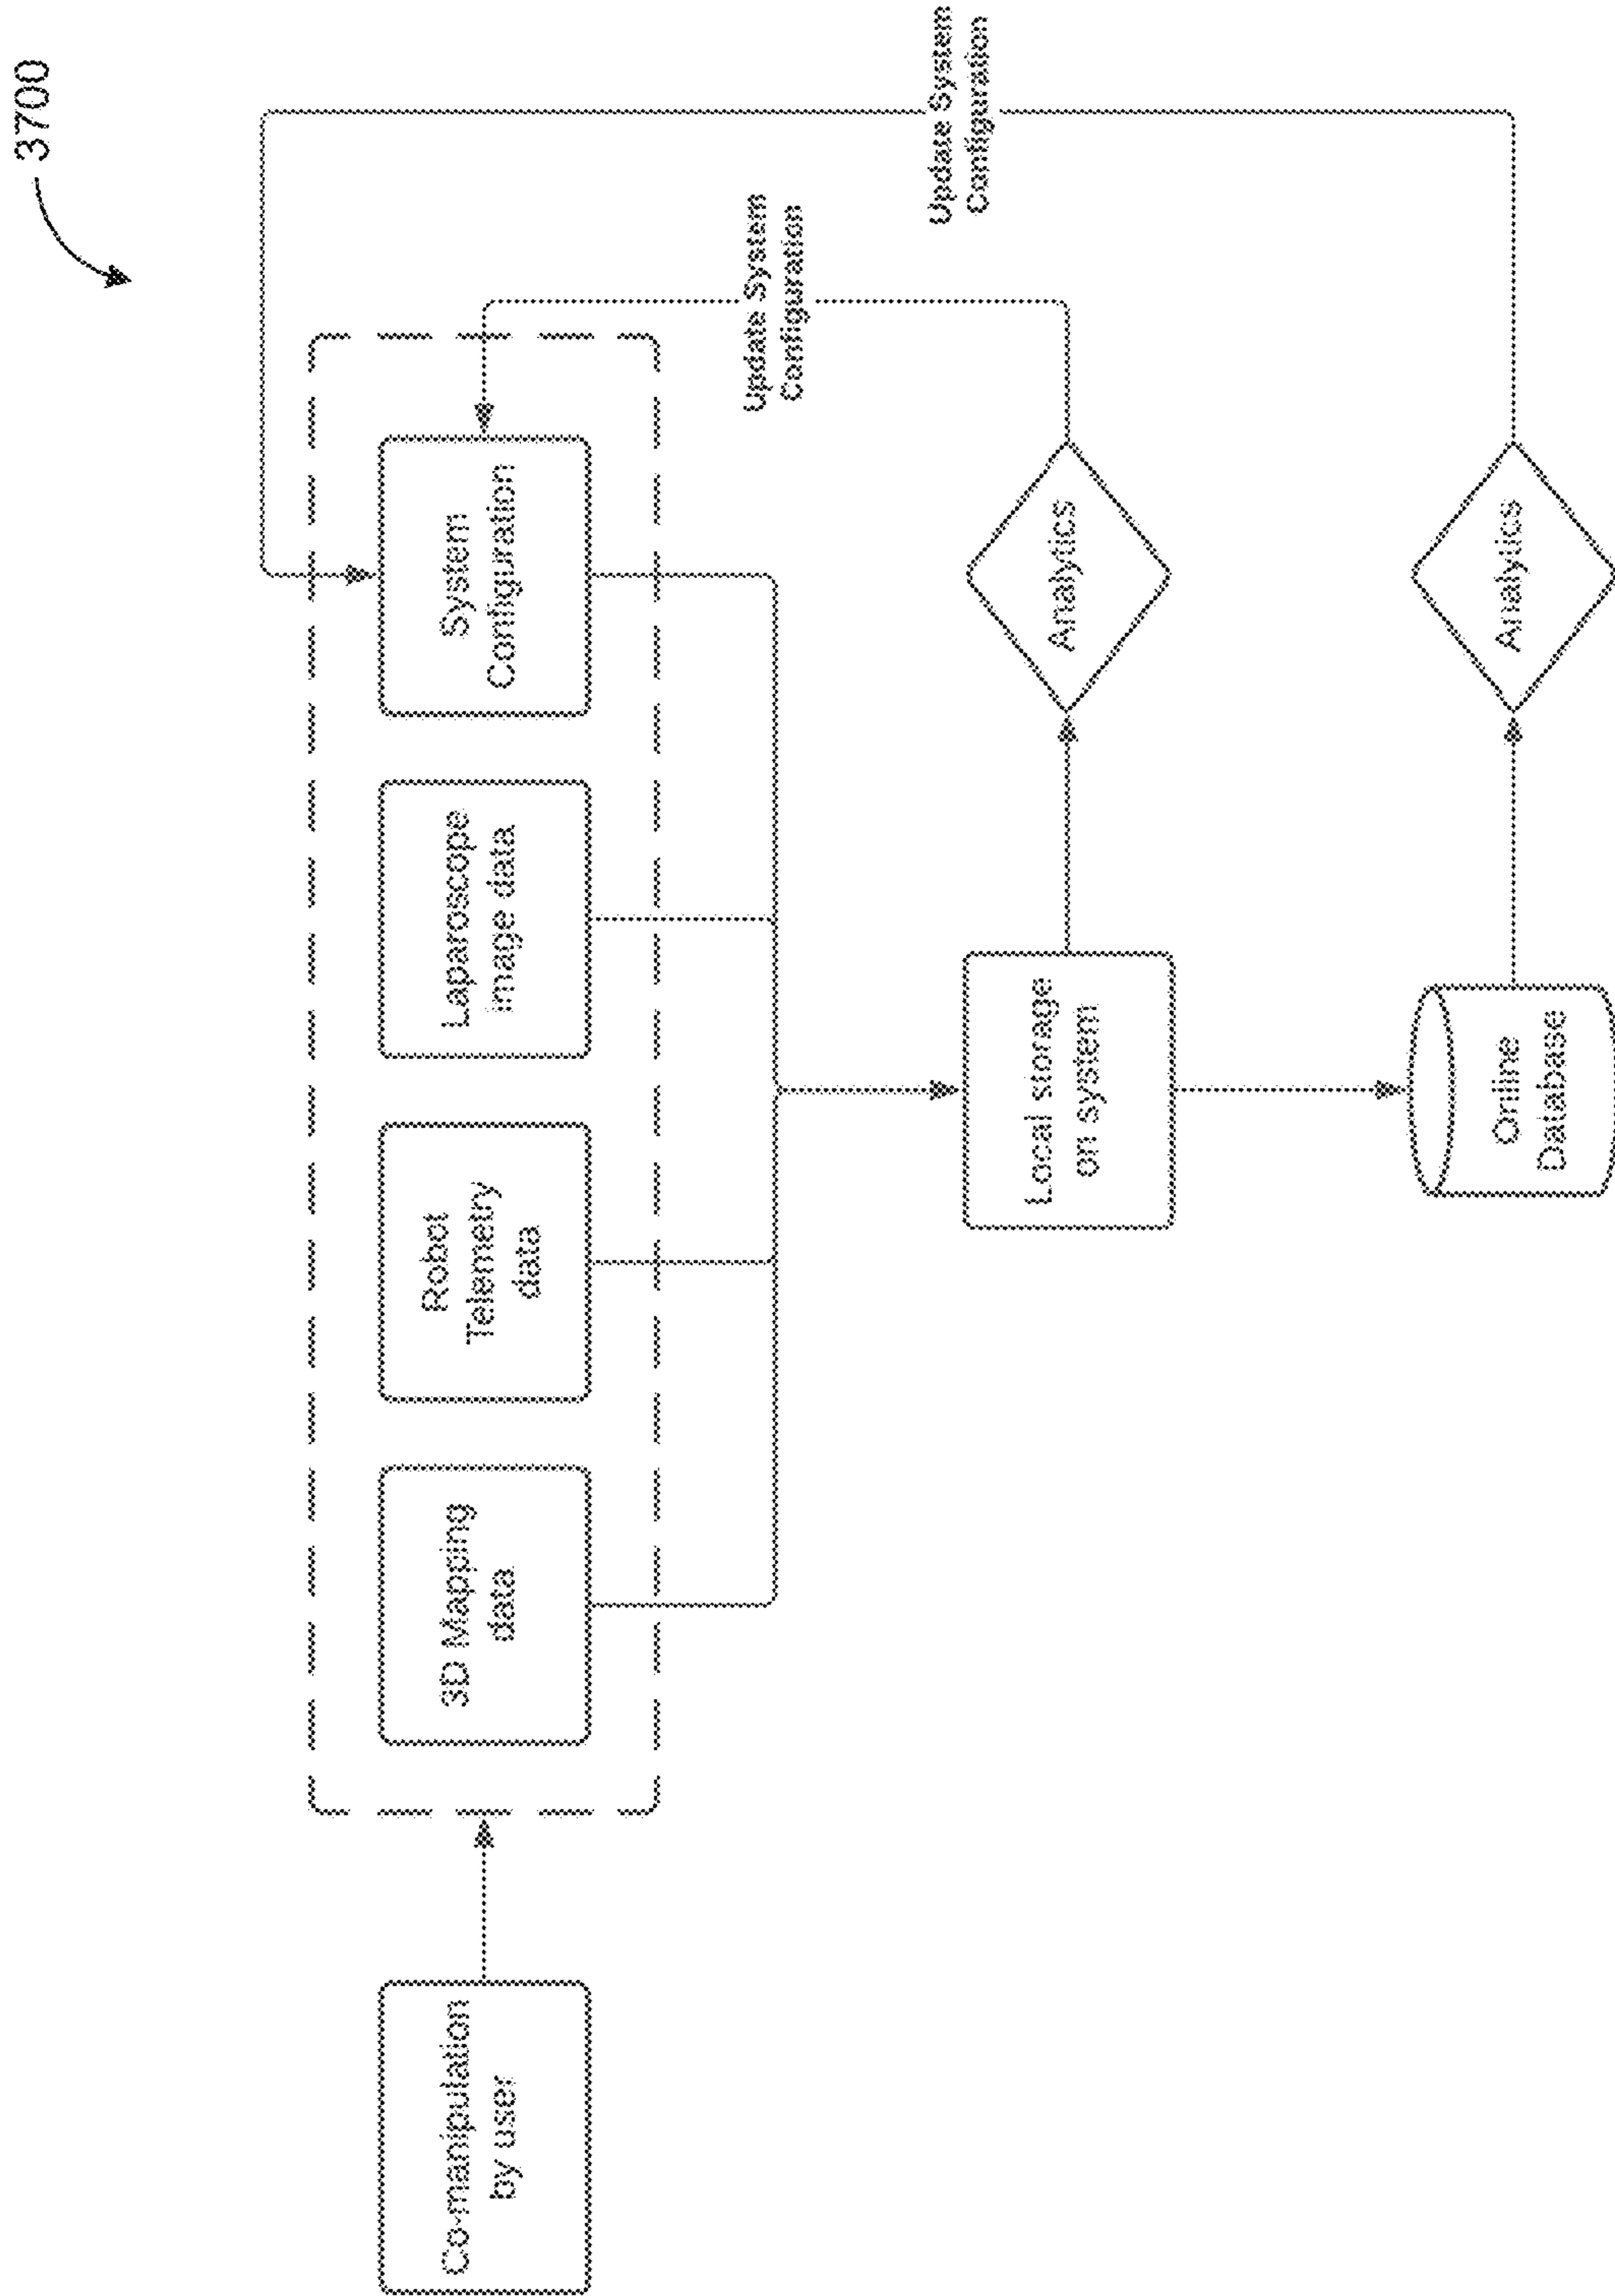 3700
Co-manipulation
by user
3D Mapping
data
Robot
Telemetry
data
Laparoscope
image data
System
Configuration
Update System
Configuration
Update System
Configuration
Local storage
on system
Analytics
Online
Database
Analytics